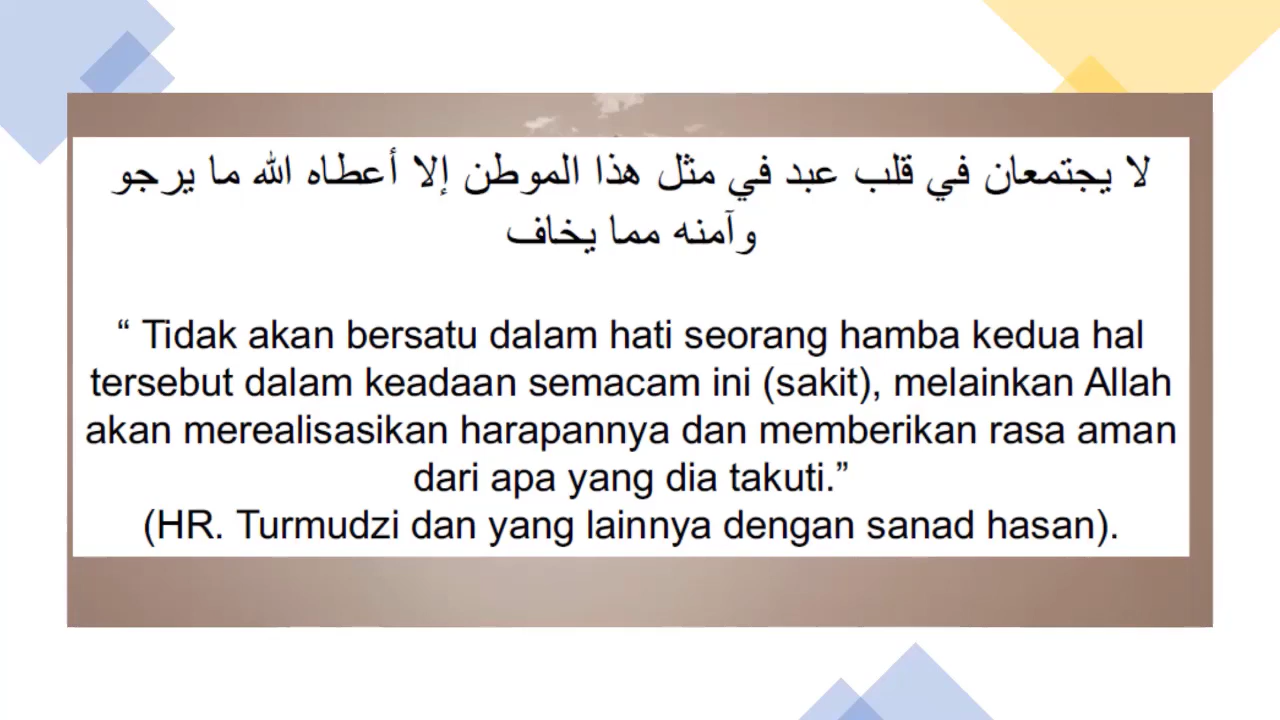 لا يجتمعان في قلب عبد في مثل هذا الموطن إلا أعطاه الله ما يرجو
وآمنه مما يخاف
“ Tidak akan bersatu dalam hati seorang hamba kedua hal
tersebut dalam keadaan semacam ini (sakit), melainkan Allah
akan merealisasikan harapannya dan memberikan rasa aman
dari apa yang dia takuti.”
(HR. Turmudzi dan yang lainnya dengan sanad hasan).